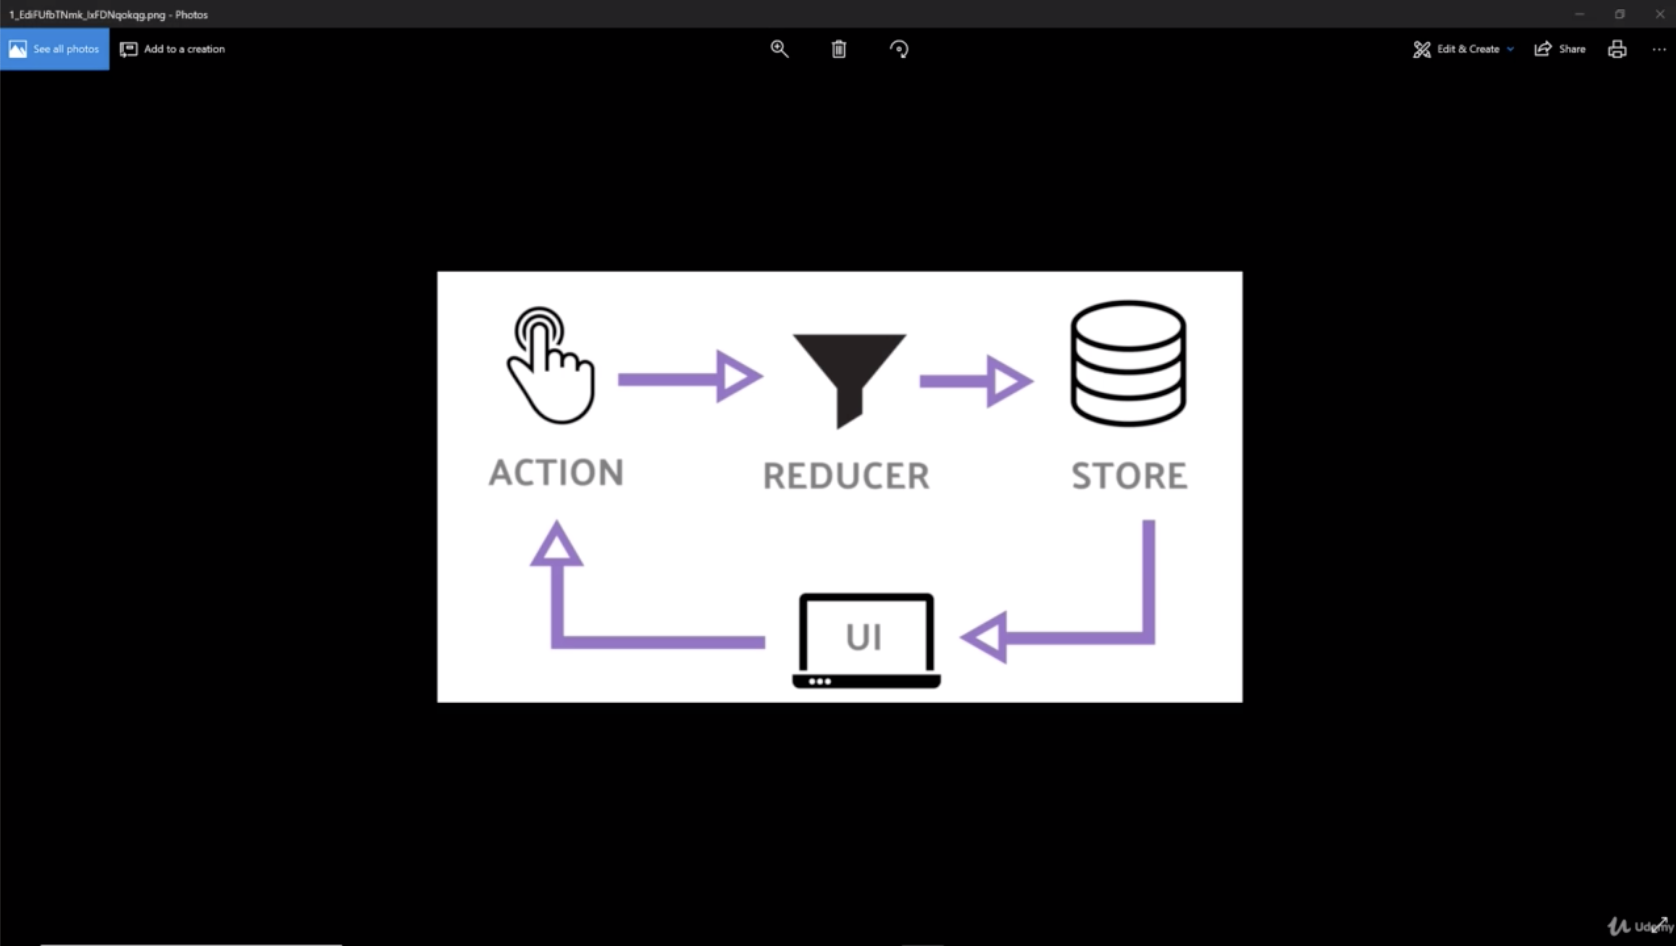 1_EdiFUfbTNmk_lxFDNqokqg.png - Photos
See all photos
Add to a creation
Edit & Create
Share
ACTION
REDUCER
STORE
UI
Udemy